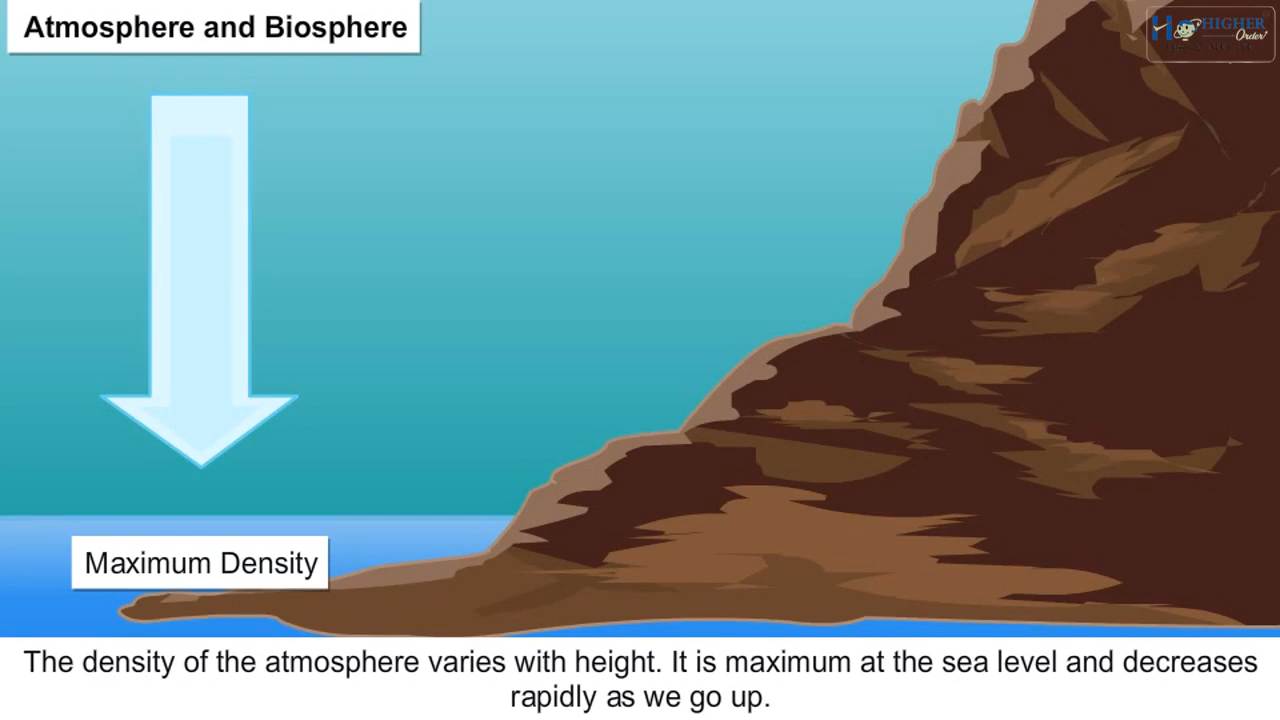 Atmosphere and Biosphere
HIGHER
Order
Maximum Density
The density of the atmosphere varies with height. It is maximum at the sea level and decreases
rapidly as we go up.